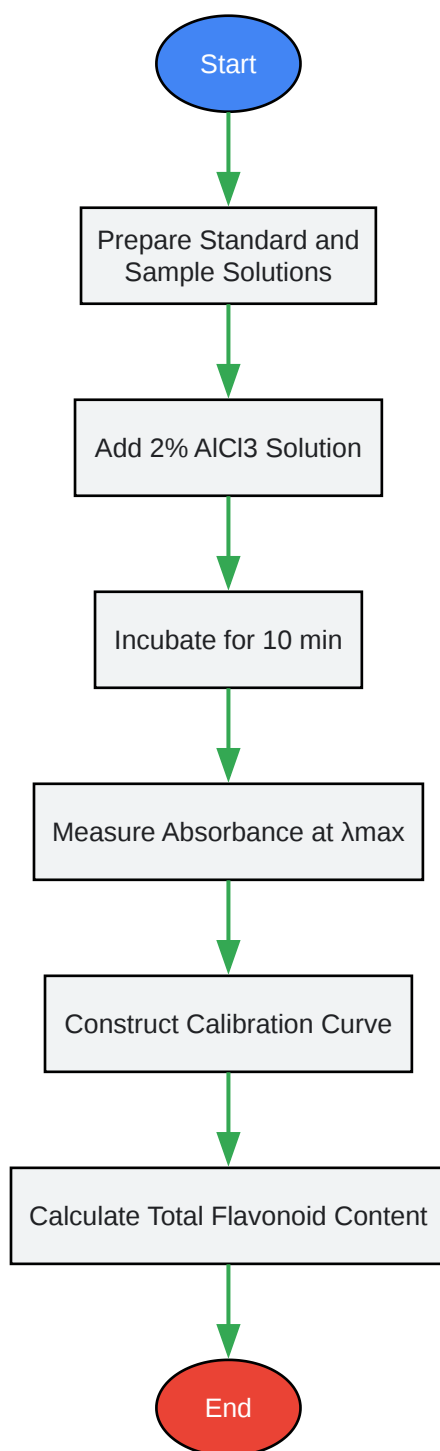 Start
Prepare Standard and
Sample Solutions
Add 2% AlCl3 Solution
Incubate for 10 min
Measure Absorbance at λmax
Construct Calibration Curve
Calculate Total Flavonoid Content
End